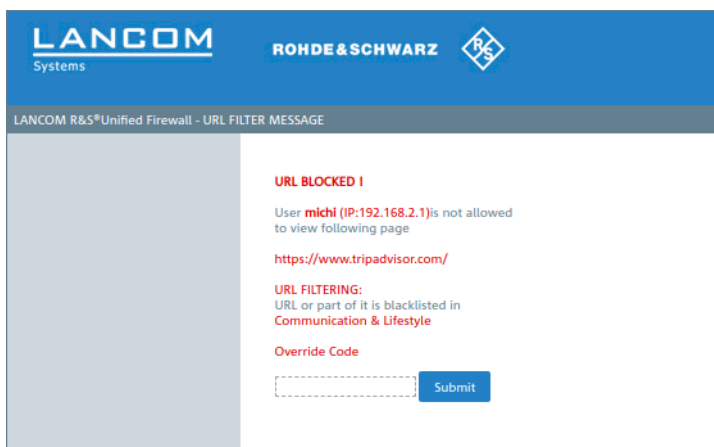 LANCOM
Systems
ROHDE&SCHWARZ
R&S
LANCOM R&S®Unified Firewall - URL FILTER MESSAGE
URL BLOCKED !
User michi (IP:192.168.2.1)is not allowed
to view following page
https://www.tripadvisor.com/
URL FILTERING:
URL or part of it is blacklisted in
Communication & Lifestyle
Override Code
Submit